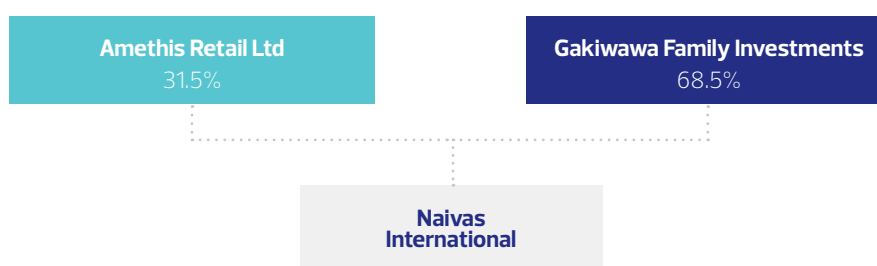 Amethis Retail Ltd
31.5%
Gakiwawa Family Investments
68.5%
Naivas
International